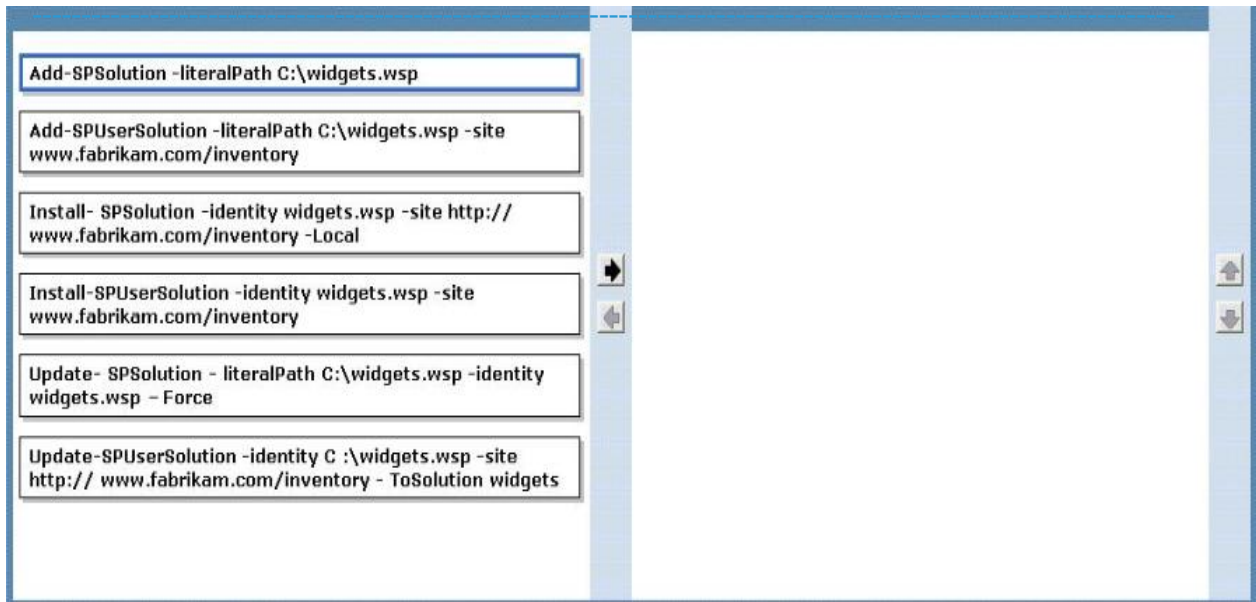 Add-SPSolution -literalPath C:\widgets.wsp
Add-SPUserSolution -literalPath C:\widgets.wsp -site
www.fabrikam.com/inventory
Install- SPSolution -identity widgets.wsp -site http://
www.fabrikam.com/inventory -Local
Install-SPUserSolution -identity widgets.wsp -site
www.fabrikam.com/inventory
Update- SPSolution - literalPath C:\widgets.wsp -identity
widgets.wsp – Force
Update-SPUserSolution -identity C :\widgets.wsp -site
http:// www.fabrikam.com/inventory - ToSolution widgets